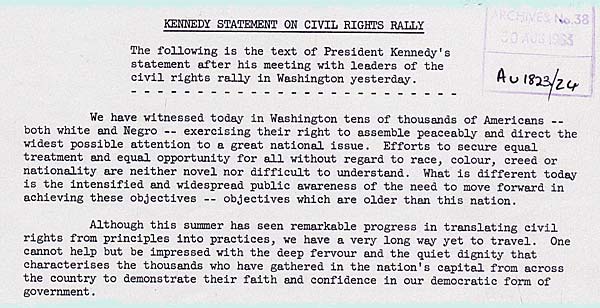 KENNEDY STATEMENT ON CIVIL RIGHTS RALLY
ARCHIVES No.38
30 AUG 1963
AU 1823/24
The following is the text of President Kennedy's
statement after his meeting with leaders of the
civil rights rally in Washington yesterday.
- - - - - - - - - - - - - - - - - - - - - - - - -
We have witnessed today in Washington tens of thousands of Americans --
both white and Negro -- exercising their right to assemble peaceably and direct the
widest possible attention to a great national issue. Efforts to secure equal
treatment and equal opportunity for all without regard to race, colour, creed or
nationality are neither novel nor difficult to understand. What is different today
is the intensified and widespread public awareness of the need to move forward in
achieving these objectives -- objectives which are older than this nation.
Although this summer has seen remarkable progress in translating civil
rights from principles into practices, we have a very long way yet to travel. One
cannot help but be impressed with the deep fervour and the quiet dignity that
characterises the thousands who have gathered in the nation's capital from across
the country to demonstrate their faith and confidence in our democratic form of
government.